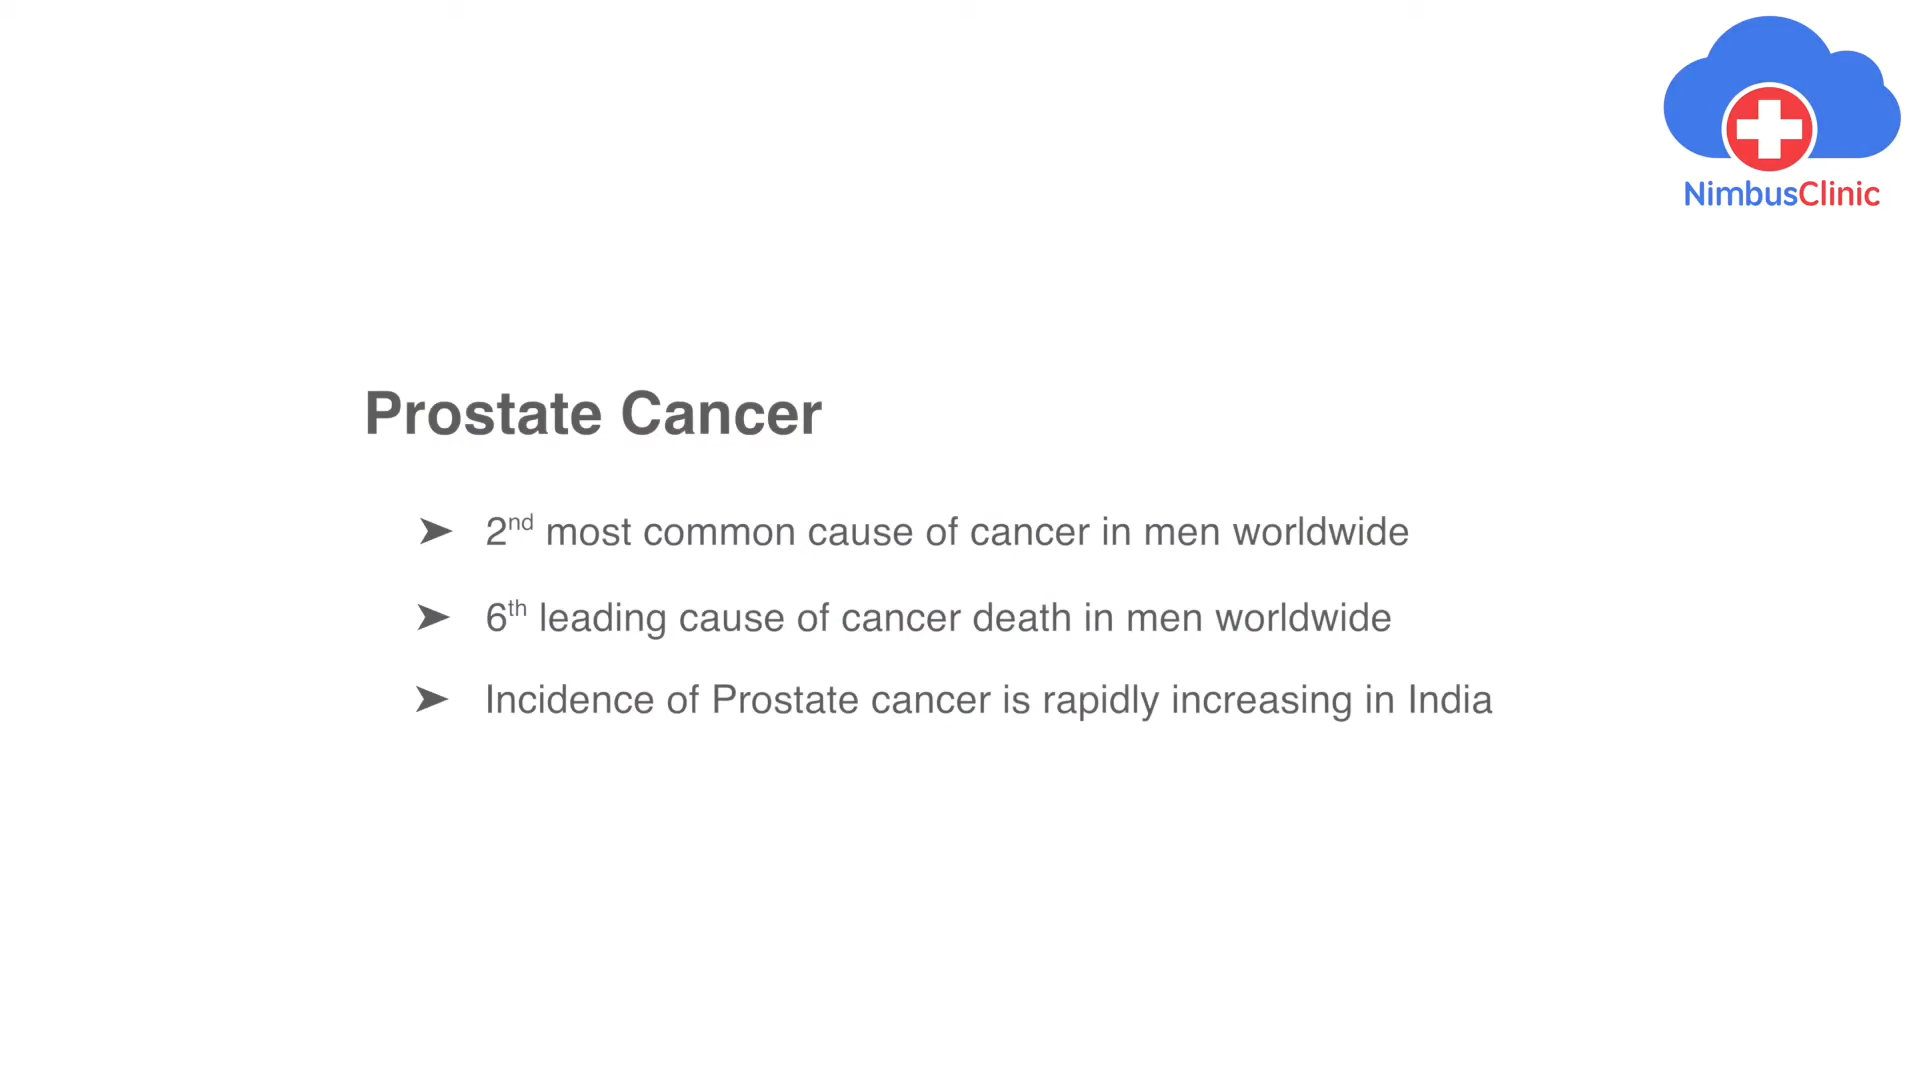 NimbusClinic
Prostate Cancer
➤ 2nd most common cause of cancer in men worldwide
➤ 6th leading cause of cancer death in men worldwide
➤ Incidence of Prostate cancer is rapidly increasing in India